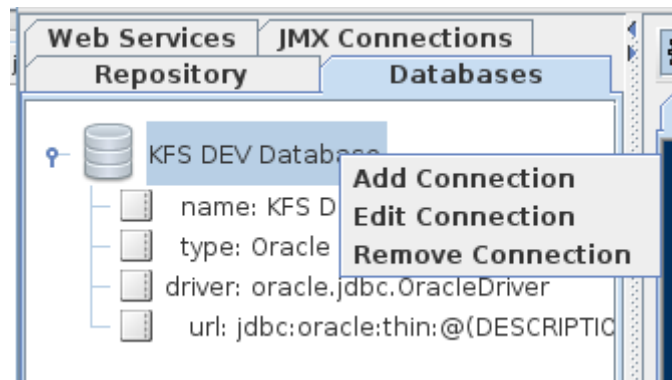 Web Services
JMX Connections
Repository
Databases
KFS DEV Database
Add Connection
Edit Connection
Remove Connection
name: KFS D
type: Oracle
driver: oracle.jdbc.OracleDriver
url: jdbc:oracle:thin:@(DESCRIPTIO